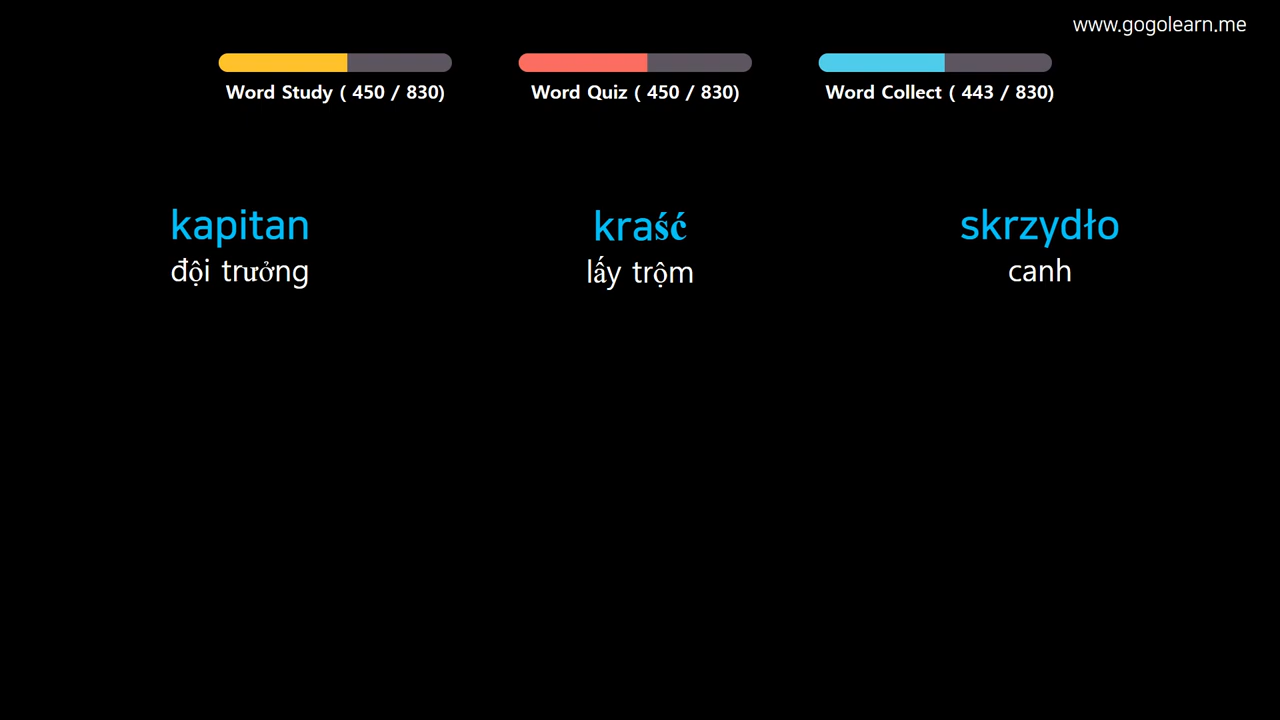 www.gogolearn.me
Word Study ( 450 / 830)
Word Quiz ( 450 / 830)
Word Collect ( 443 / 830)
kapitan
đội trưởng
kraść
lấy trộm
skrzydło
canh